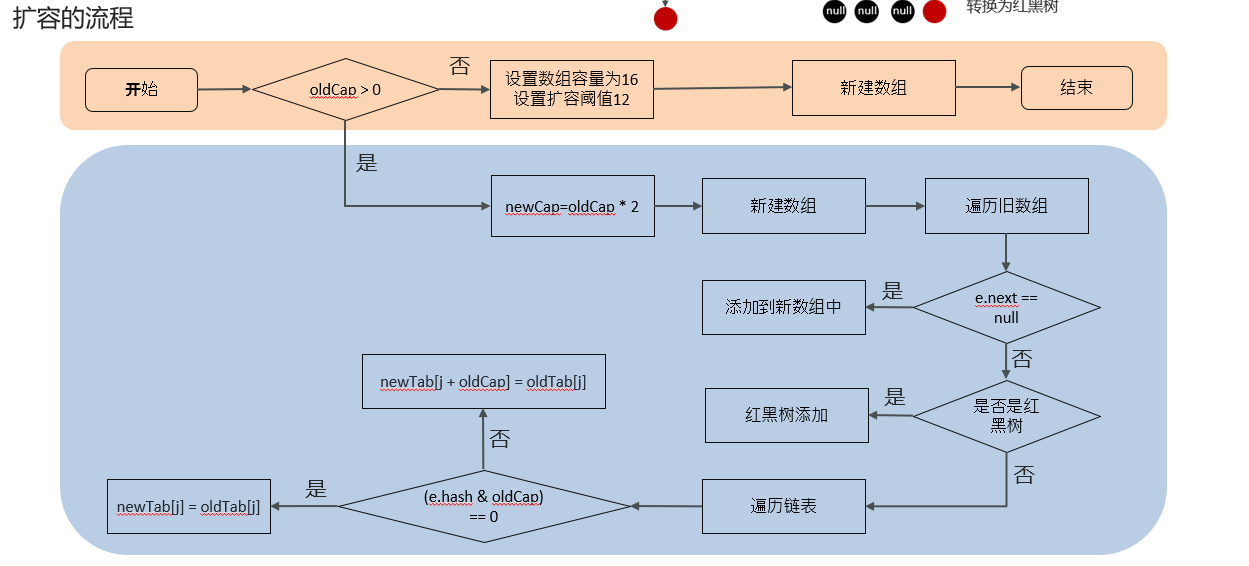 扩容的流程
null
null
null
转换为红黑树
开始
oldCap > 0
否
设置数组容量为16
设置扩容阈值12
新建数组
结束
是
newCap=oldCap * 2
新建数组
遍历旧数组
添加到新数组中
是
e.next ==
null
否
newTab[j + oldCap] = oldTab[j]
红黑树添加
是
是否是红
黑树
否
否
newTab[j] = oldTab[j]
是
(e.hash & oldCap)
== 0
遍历链表